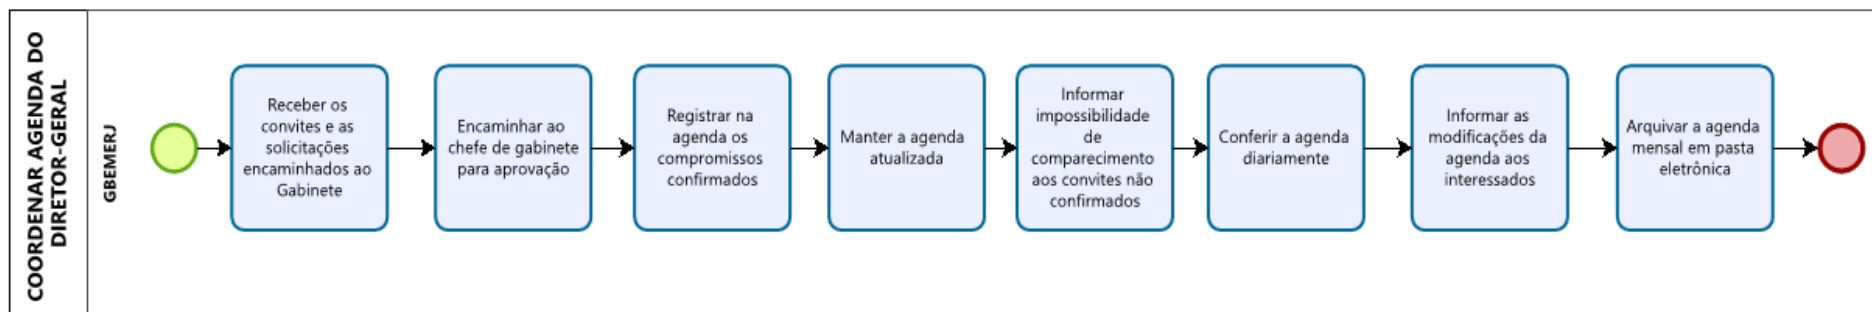 COORDENAR AGENDA DO
DIRETOR-GERAL
GBEMERJ
Receber os
convites e as
solicitações
encaminhados ao
Gabinete
Encaminhar ao
chefe de gabinete
para aprovação
Registrar na
agenda os
compromissos
confirmados
Manter a agenda
atualizada
Informar
impossibilidade
de
comparecimento
aos convites não
confirmados
Conferir a agenda
diariamente
Informar as
modificações da
agenda aos
interessados
Arquivar a agenda
mensal em pasta
eletrônica